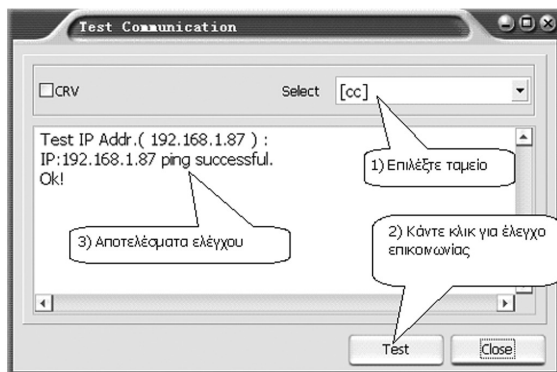 Test Communication
CRV
Select [cc]
Test IP Addr.( 192.168.1.87 ) :
IP:192.168.1.87 ping successful.
Ok!
1) Επιλέξτε ταμείο
3) Αποτελέσματα ελέγχου
2) Κάντε κλικ για έλεγχο
επικοινωνίας
Test
Close